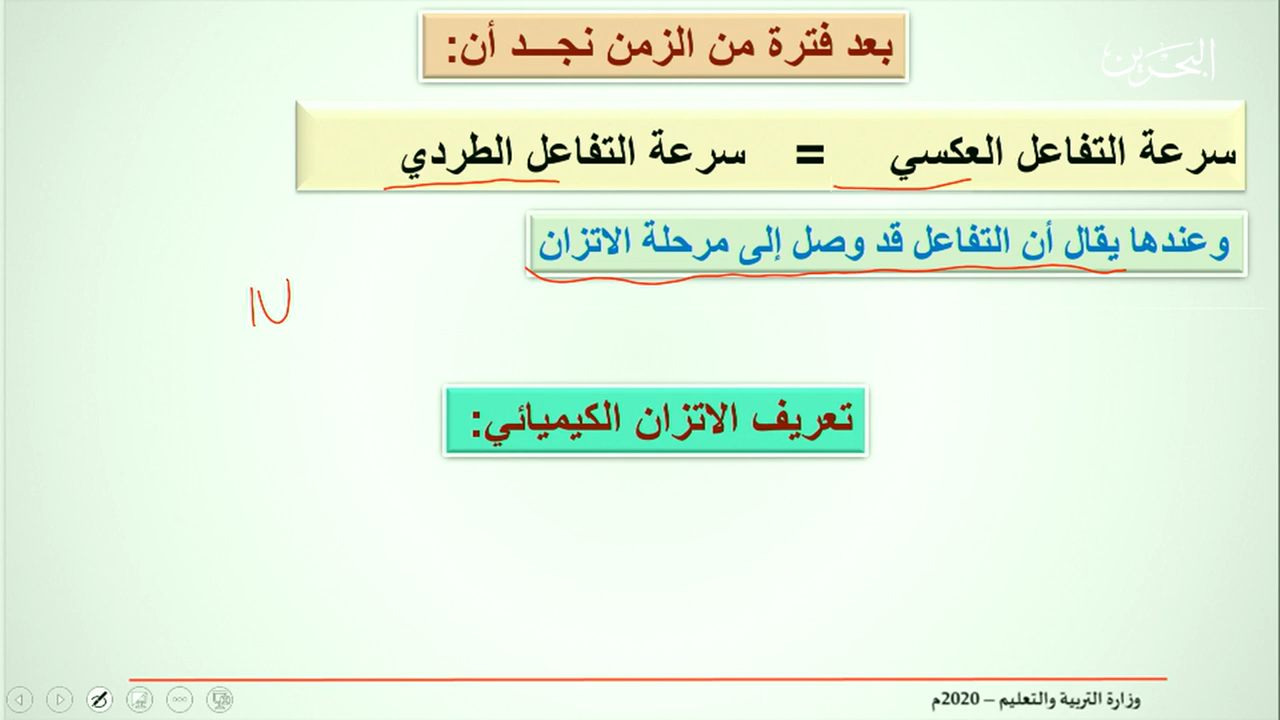 بعد فترة من الزمن نجـــد أن:
البحرين
سرعة التفاعل العكسي = سرعة التفاعل الطردي
وعندها يقال أن التفاعل قد وصل إلى مرحلة الاتزان
تعريف الاتزان الكيميائي:
وزارة التربية والتعليم – 2020م